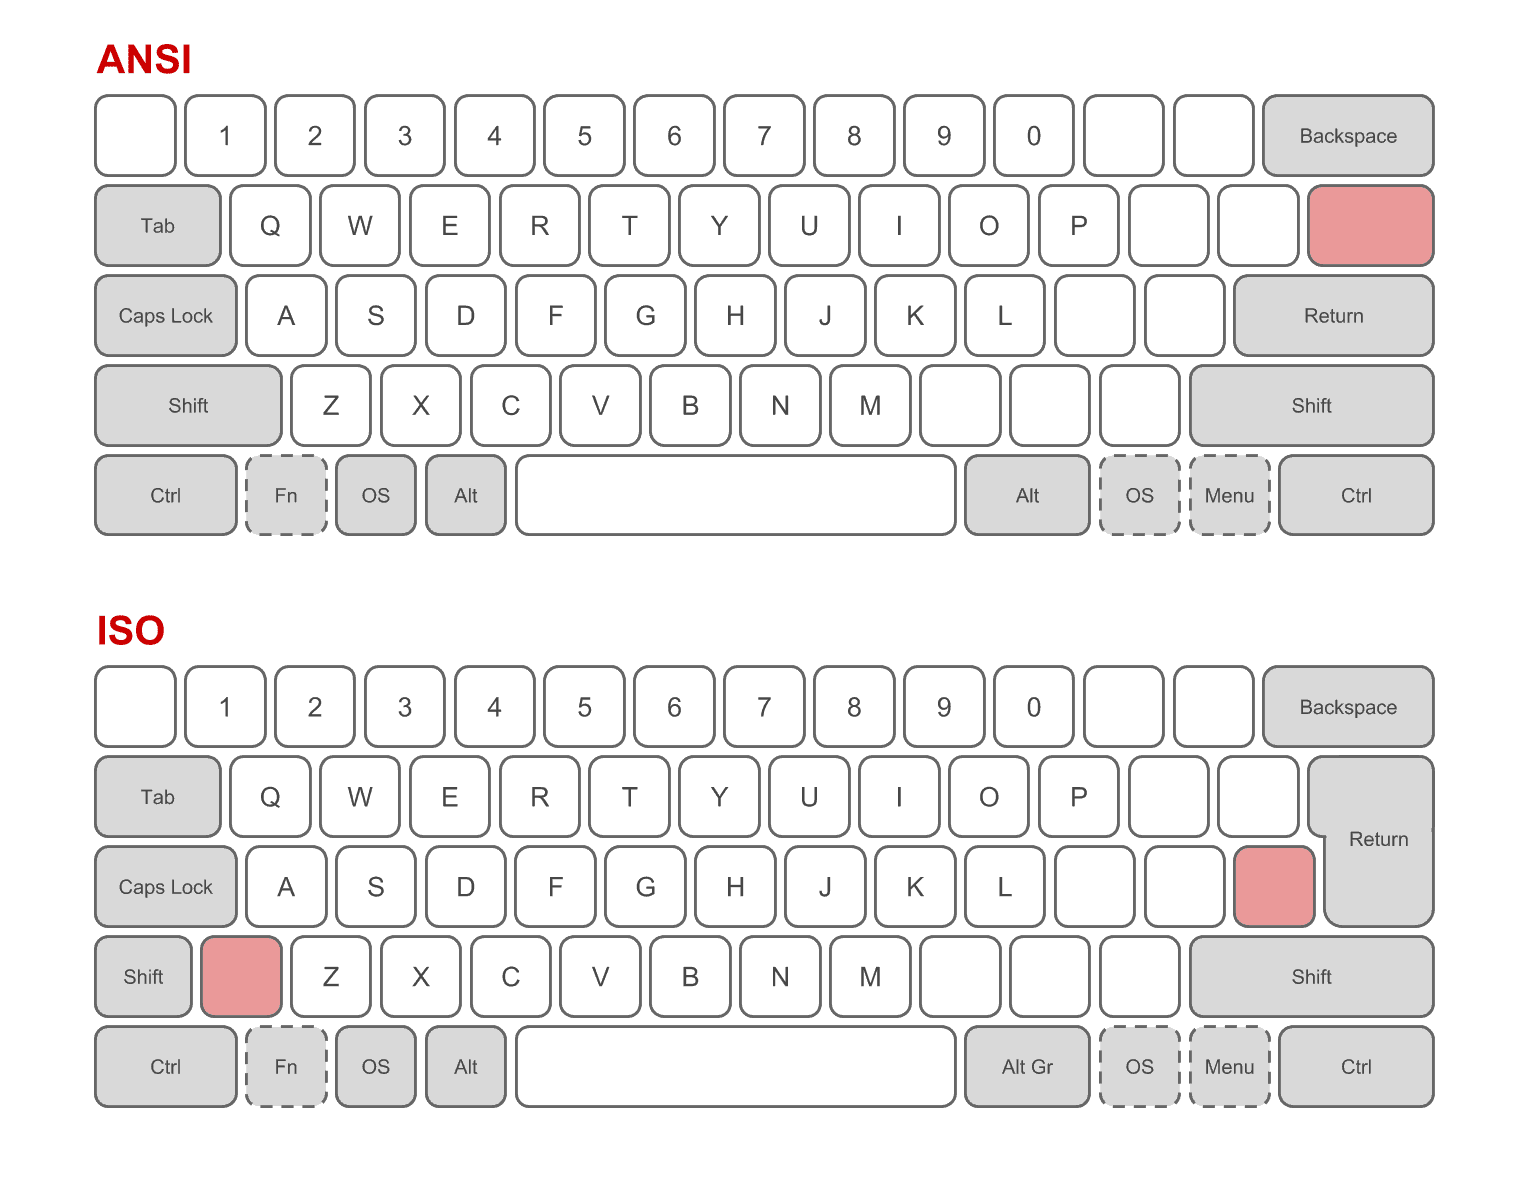 ANSI
1 2 3 4 5 6 7 8 9 0 Backspace
Tab Q W E R T Y U I O P
Caps Lock A S D F G H J K L Return
Shift Z X C V B N M Shift
Ctrl Fn OS Alt Alt OS Menu Ctrl
ISO
1 2 3 4 5 6 7 8 9 0 Backspace
Tab Q W E R T Y U I O P
Return
Caps Lock A S D F G H J K L
Shift Z X C V B N M Shift
Ctrl Fn OS Alt Alt Gr OS Menu Ctrl